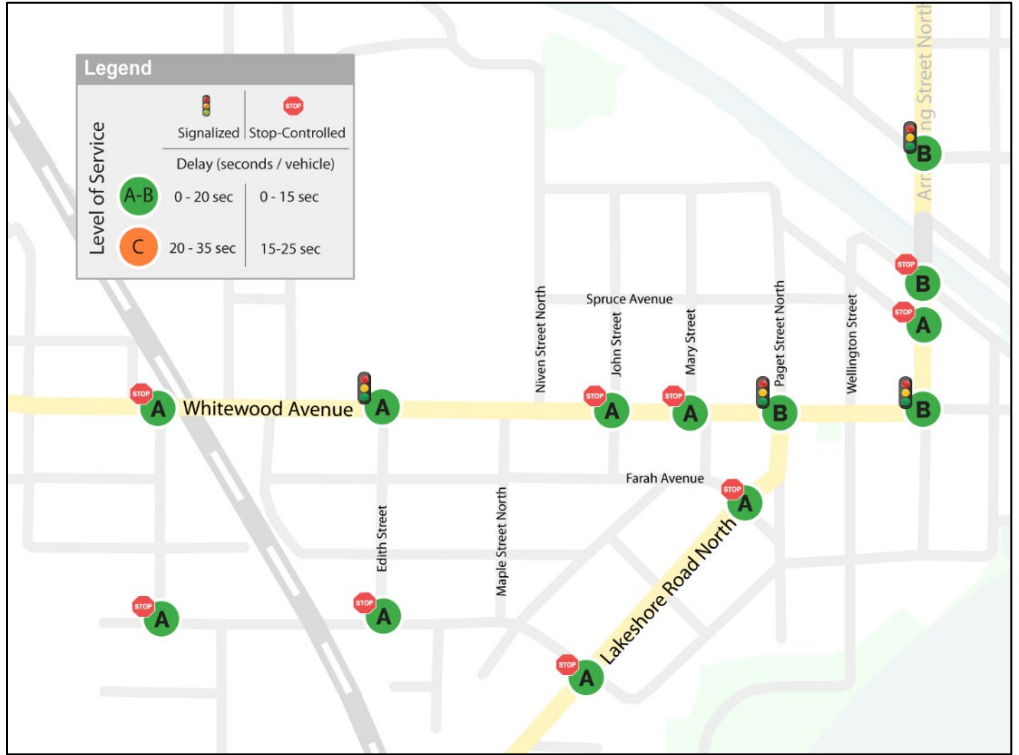 Legend
Level of Service
STOP
Signalized
Stop-Controlled
Delay (seconds / vehicle)
A-B
0 - 20 sec
0 - 15 sec
C
20 - 35 sec
15-25 sec
ng Street North
B
STOP
B
STOP
A
Spruce Avenue
Niven Street North
John Street
Mary Street
Paget Street North
Wellington Street
STOP
A
Whitewood Avenue
A
STOP
A
STOP
A
B
B
Farah Avenue
STOP
A
Edith Street
Maple Street North
Lakeshore Road North
STOP
A
STOP
A
STOP
A